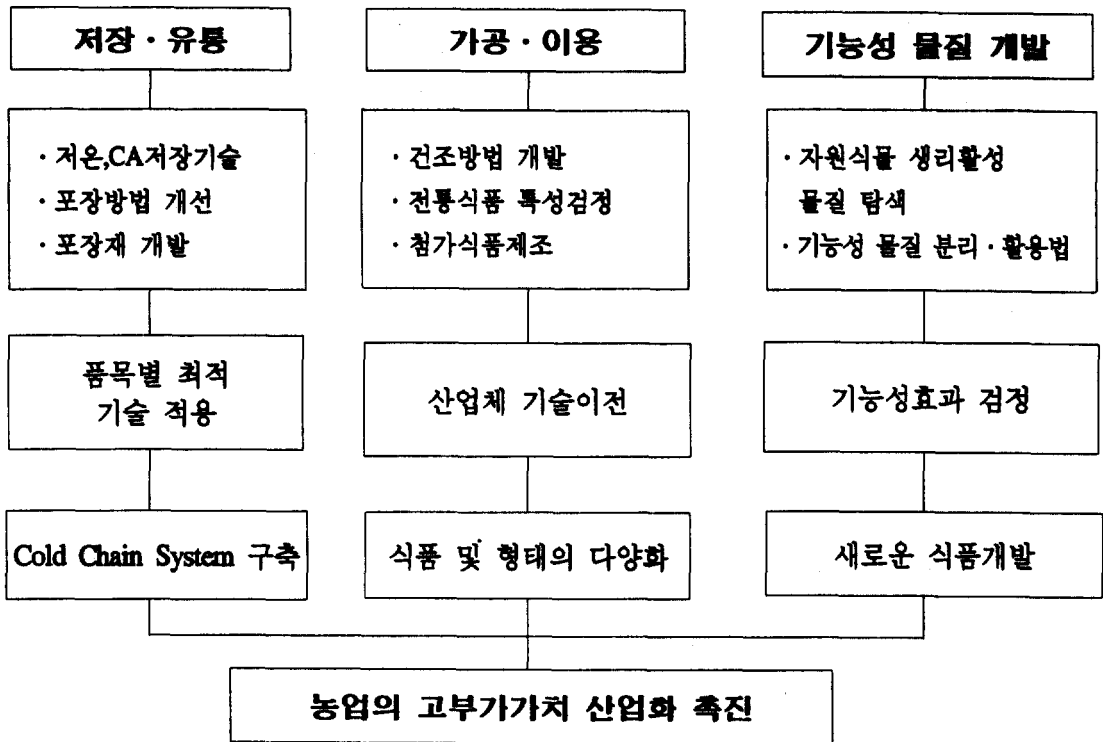 저장 · 유통
· 저온,CA저장기술
· 포장방법 개선
· 포장재 개발
품목별 최적
기술 적용
Cold Chain System 구축
가공 · 이용
· 건조방법 개발
· 전통식품 특성검정
· 첨가식품제조
산업체 기술이전
식품 및 형태의 다양화
기능성 물질 개발
· 자원식물 생리활성
물질 탐색
· 기능성 물질 분리 · 활용법
기능성효과 검정
새로운 식품개발
농업의 고부가가치 산업화 촉진